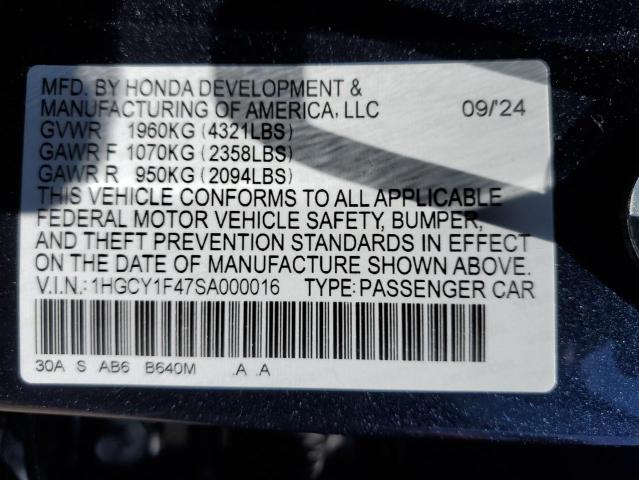 MFD. BY HONDA DEVELOPMENT &
MANUFACTURING OF AMERICA, LLC 09/'24
GVWR 1960KG (4321LBS)
GAWR F 1070KG (2358LBS)
GAWR R 950KG (2094LBS)
THIS VEHICLE CONFORMS TO ALL APPLICABLE
FEDERAL MOTOR VEHICLE SAFETY, BUMPER,
AND THEFT PREVENTION STANDARDS IN EFFECT
ON THE DATE OF MANUFACTURE SHOWN ABOVE.
V.I.N.: 1HGCY1F47SA000016 TYPE: PASSENGER CAR
30A S AB6 B640M .A .A